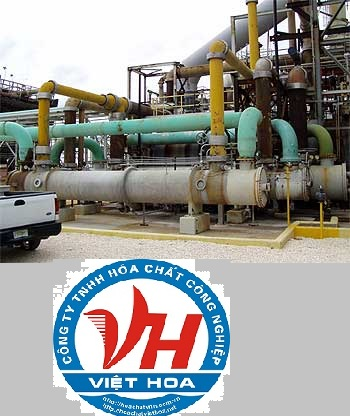 CÔNG TY TNHH HÓA CHẤT CÔNG NGHIỆP
VH
VIỆT HOA